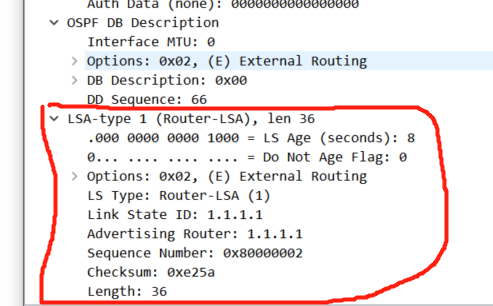 Auth Data (none): 0000000000000000
OSPF DB Description
Interface MTU: 0
Options: 0x02, (E) External Routing
DB Description: 0x00
DD Sequence: 66
LSA-type 1 (Router-LSA), len 36
.000 0000 0000 1000 = LS Age (seconds): 8
0... .... .... .... = Do Not Age Flag: 0
Options: 0x02, (E) External Routing
LS Type: Router-LSA (1)
Link State ID: 1.1.1.1
Advertising Router: 1.1.1.1
Sequence Number: 0x80000002
Checksum: 0xe25a
Length: 36